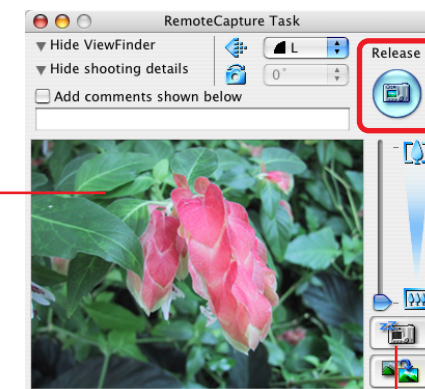 RemoteCapture Task
Hide ViewFinder
L
Release
Hide shooting details
0°
Add comments shown below